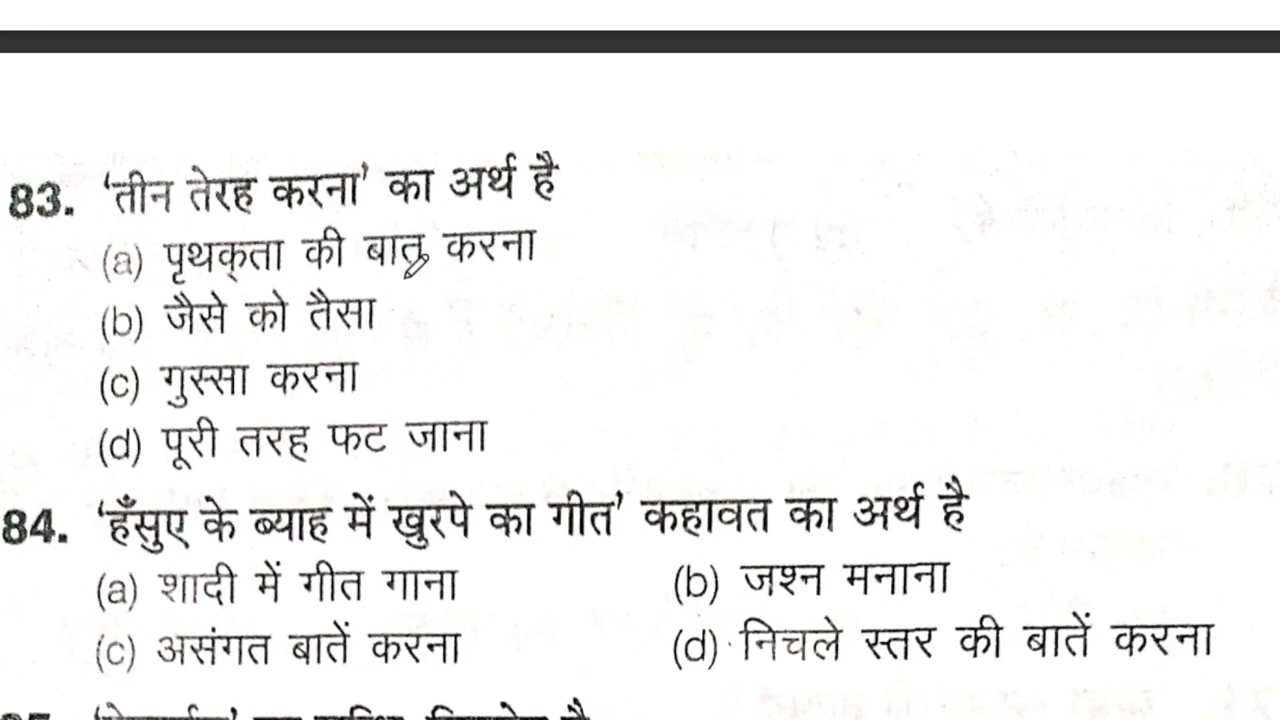 83. 'तीन तेरह करना' का अर्थ है
(a) पृथक्ता की बात करना
(b) जैसे को तैसा
(c) गुस्सा करना
(d) पूरी तरह फट जाना
84. 'हँसुए के ब्याह में खुरपे का गीत' कहावत का अर्थ है
(a) शादी में गीत गाना (b) जश्न मनाना
(c) असंगत बातें करना (d) निचले स्तर की बातें करना